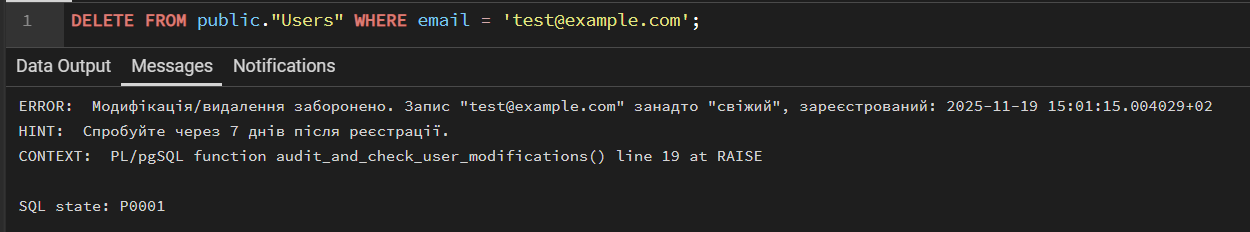 1 DELETE FROM public."Users" WHERE email = 'test@example.com';
Data Output Messages Notifications
ERROR:  Модифікація/видалення заборонено. Запис "test@example.com" занадто "свіжий", зареєстрований: 2025-11-19 15:01:15.004029+02
HINT:  Спробуйте через 7 днів після реєстрації.
CONTEXT:  PL/pgSQL function audit_and_check_user_modifications() line 19 at RAISE
SQL state: P0001